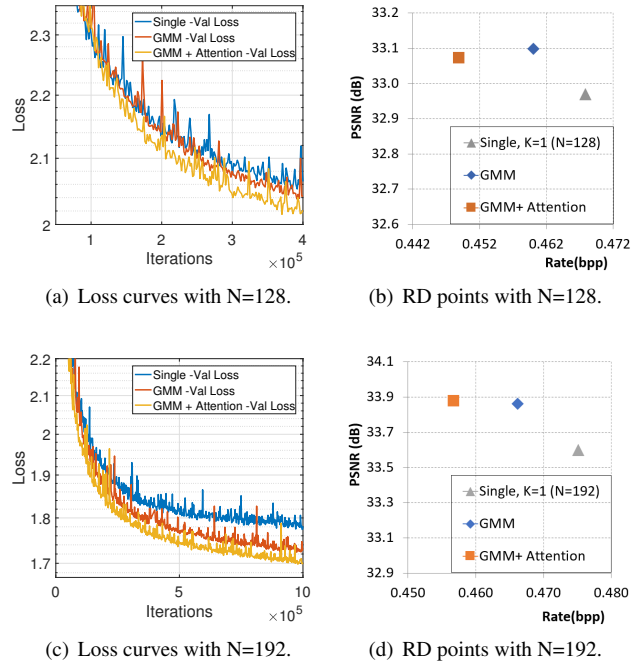 2.3
2.2
2.1
2
Loss
Single -Val Loss
GMM -Val Loss
GMM + Attention -Val Loss
1
2
3
4
Iterations
×10^5
(a) Loss curves with N=128.
33.2
33.1
33.0
32.9
32.8
32.7
32.6
PSNR (dB)
Single, K=1 (N=128)
GMM
GMM+ Attention
0.442
0.452
0.462
0.472
Rate(bpp)
(b) RD points with N=128.
2.2
2.1
2
1.9
1.8
1.7
Loss
Single -Val Loss
GMM -Val Loss
GMM + Attention -Val Loss
0
5
10
Iterations
×10^5
(c) Loss curves with N=192.
34.1
33.8
33.5
33.2
32.9
PSNR (dB)
Single, K=1 (N=192)
GMM
GMM+ Attention
0.450
0.460
0.470
0.480
Rate(bpp)
(d) RD points with N=192.